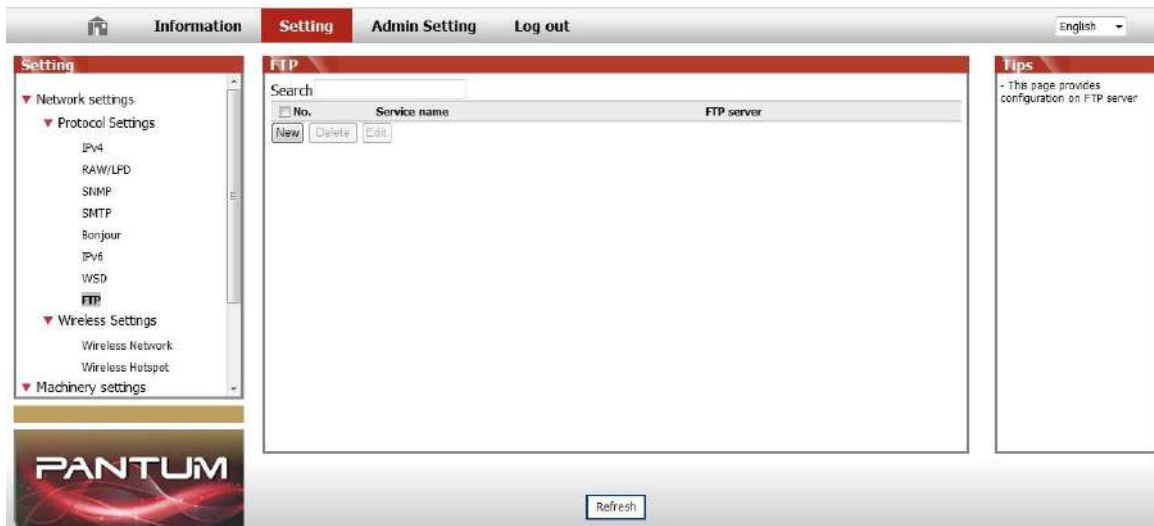 Information Setting Admin Setting Log out English
Setting
Network settings
Protocol Settings
IPv4
RAW/LPD
SNMP
SMTP
Bonjour
IPv6
WSD
FTP
Wireless Settings
Wireless Network
Wireless Hotspot
Machinery settings
PANTUM
FTP
Search
No. Service name FTP server
New Delete Edit
Refresh
Tips
- This page provides
configuration on FTP server